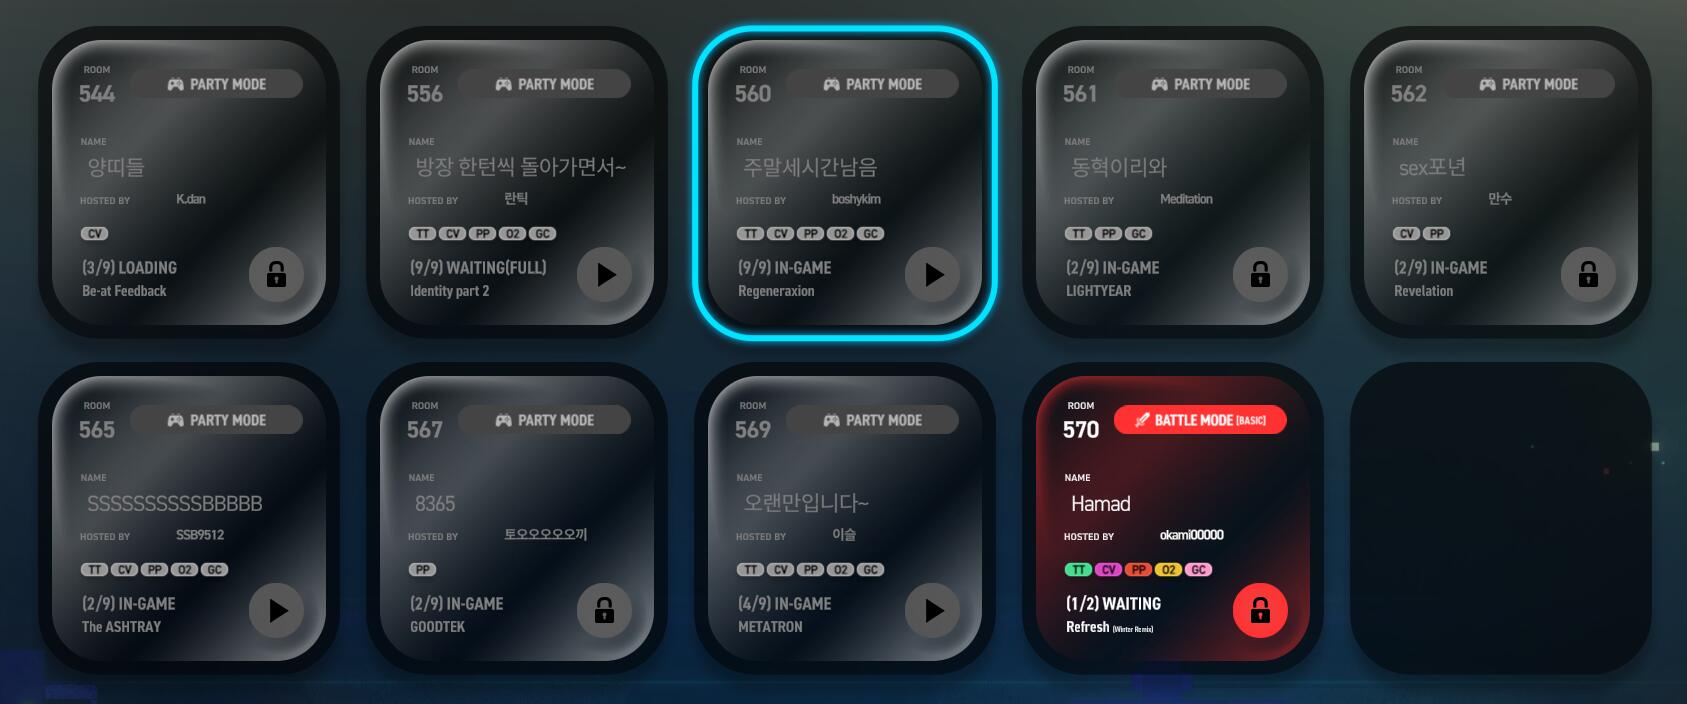 ROOM
544
PARTY MODE
NAME
양띠들
HOSTED BY K.dan
CV
(3/9) LOADING
Be-at Feedback
ROOM
556
PARTY MODE
NAME
방장 한턴씩 돌아가면서~
HOSTED BY 란틱
TT CV PP O2 GC
(9/9) WAITING(FULL)
Identity part 2
ROOM
560
PARTY MODE
NAME
주말세시간남음
HOSTED BY boshykim
TT CV PP O2 GC
(9/9) IN-GAME
Regeneraxion
ROOM
561
PARTY MODE
NAME
동혁이리와
HOSTED BY Meditation
TT PP GC
(2/9) IN-GAME
LIGHTYEAR
ROOM
562
PARTY MODE
NAME
sex포년
HOSTED BY 만수
CV PP
(2/9) IN-GAME
Revelation
ROOM
565
PARTY MODE
NAME
SSSSSSSSSSBBBBB
HOSTED BY SSB9512
TT CV PP O2 GC
(2/9) IN-GAME
The ASHTRAY
ROOM
567
PARTY MODE
NAME
8365
HOSTED BY 토오오오오오끼
PP
(2/9) IN-GAME
GOODTEK
ROOM
569
PARTY MODE
NAME
오랜만입니다~
HOSTED BY 이슬
TT CV PP O2 GC
(4/9) IN-GAME
METATRON
ROOM
570
BATTLE MODE [BASIC]
NAME
Hamad
HOSTED BY okami00000
TT CV PP O2 GC
(1/2) WAITING
Refresh (Winter Remix)